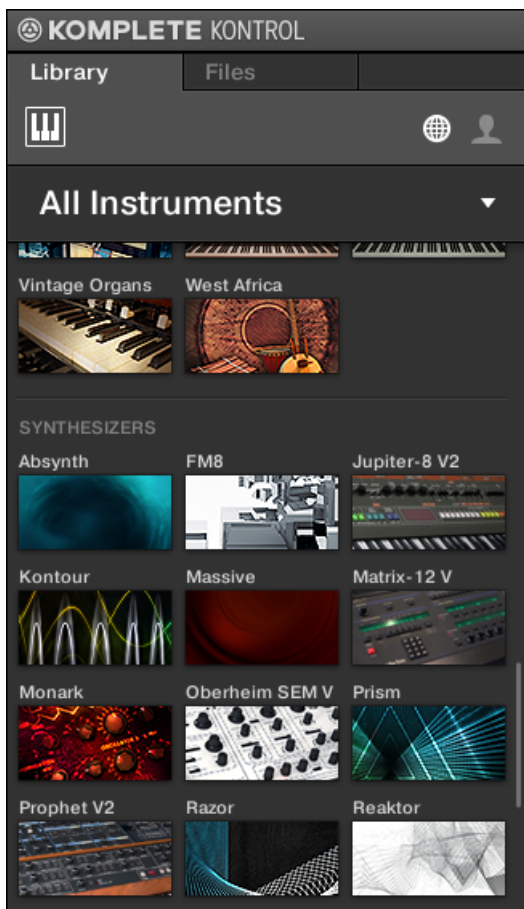 KOMPLETE KONTROL
Library Files
All Instruments
Vintage Organs West Africa
SYNTHESIZERS
Absynth FM8 Jupiter-8 V2
Kontour Massive Matrix-12 V
Monark Oberheim SEM V Prism
OSCILLATOR
Prophet V2 Razor Reaktor